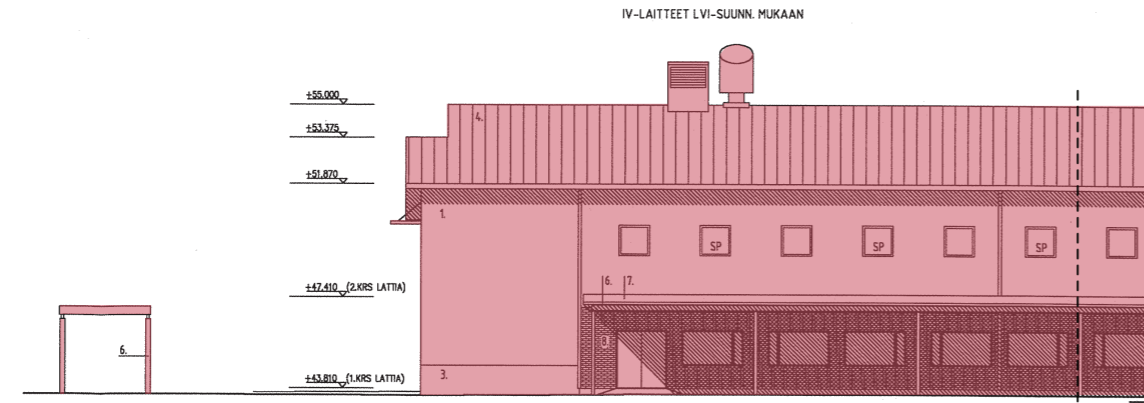 IV-LAITTEET LVI-SUUNN. MUKAAN
+55.000
4.
+53.375
+51.870
1.
SP
SP
SP
6. 7.
+47.410 (2.KRS LATTIA)
8.
6.
3.
+43.810 (1.KRS LATTIA)